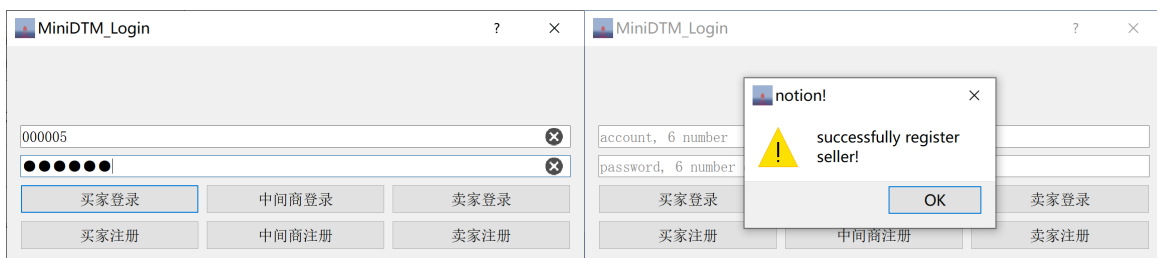 MiniDTM_Login
000005
●●●●●●
买家登录 中间商登录 卖家登录
买家注册 中间商注册 卖家注册
MiniDTM_Login
notion!
successfully register
seller!
OK
account, 6 number
password, 6 number
买家登录 卖家登录
买家注册 中间商注册 卖家注册